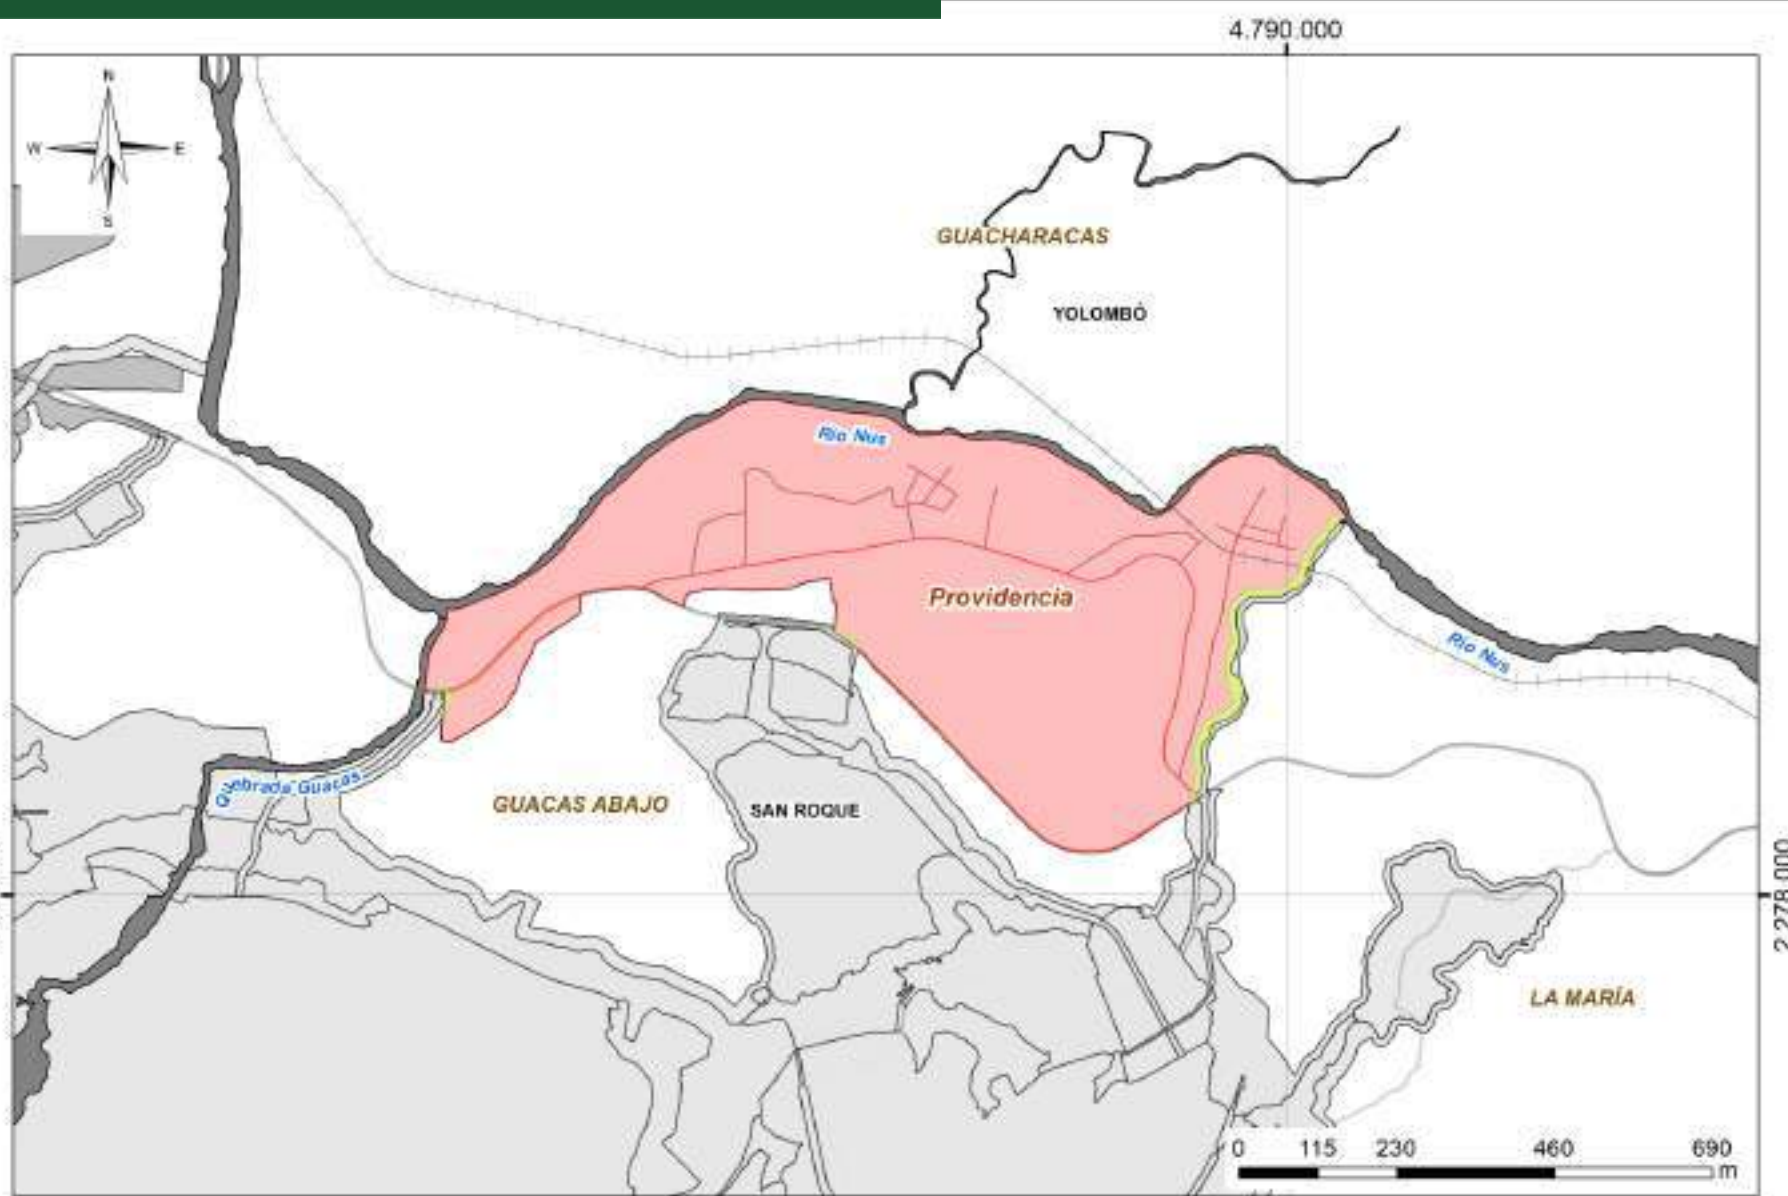 4.790.000
N
W E
S
GUACHARACAS
YOLOMBÓ
Río Nus
Providencia
Río Nus
Quebrada Guacas
GUACAS ABAJO
SAN ROQUE
2.278.000
LA MARÍA
0 115 230 460 690
m